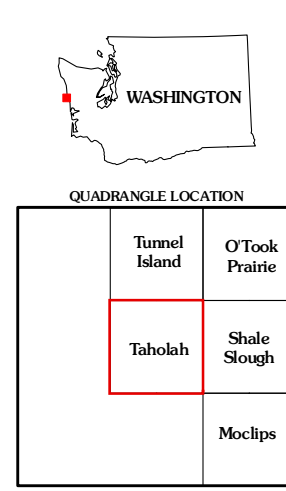 WASHINGTON
QUADRANGLE LOCATION
Tunnel
Island
O'Took
Prairie
Taholah
Shale
Slough
Moclips